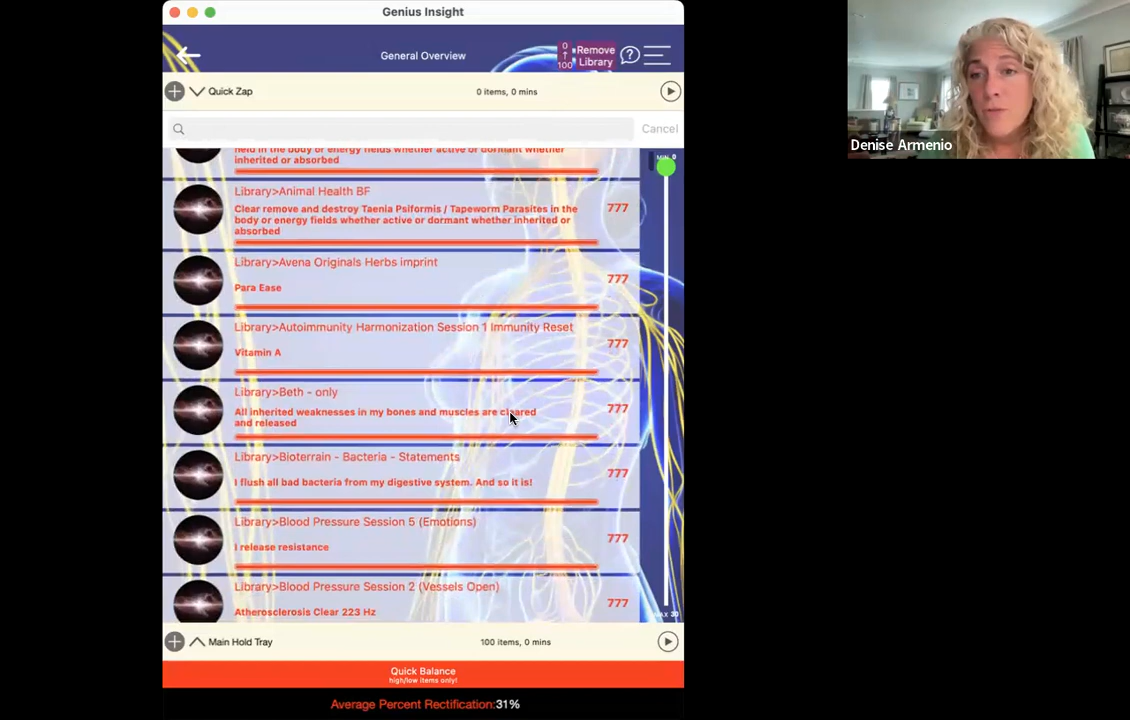 Genius Insight
General Overview
0
↑
100
Remove
Library
Quick Zap
0 items, 0 mins
Cancel
held in the body or energy fields whether active or dormant whether
inherited or absorbed
Library>Animal Health BF
Clear remove and destroy Taenia Psiformis / Tapeworm Parasites in the
body or energy fields whether active or dormant whether inherited or
absorbed
777
Library>Avena Originals Herbs imprint
Para Ease
777
Library>Autoimmunity Harmonization Session 1 Immunity Reset
Vitamin A
777
Library>Beth - only
All inherited weaknesses in my bones and muscles are cleared
and released
777
Library>Bioterrain - Bacteria - Statements
I flush all bad bacteria from my digestive system. And so it is!
777
Library>Blood Pressure Session 5 (Emotions)
I release resistance
777
Library>Blood Pressure Session 2 (Vessels Open)
Atherosclerosis Clear 223 Hz
777
Main Hold Tray
100 items, 0 mins
Quick Balance
high/low items only!
Average Percent Rectification:31%
Denise Armenio